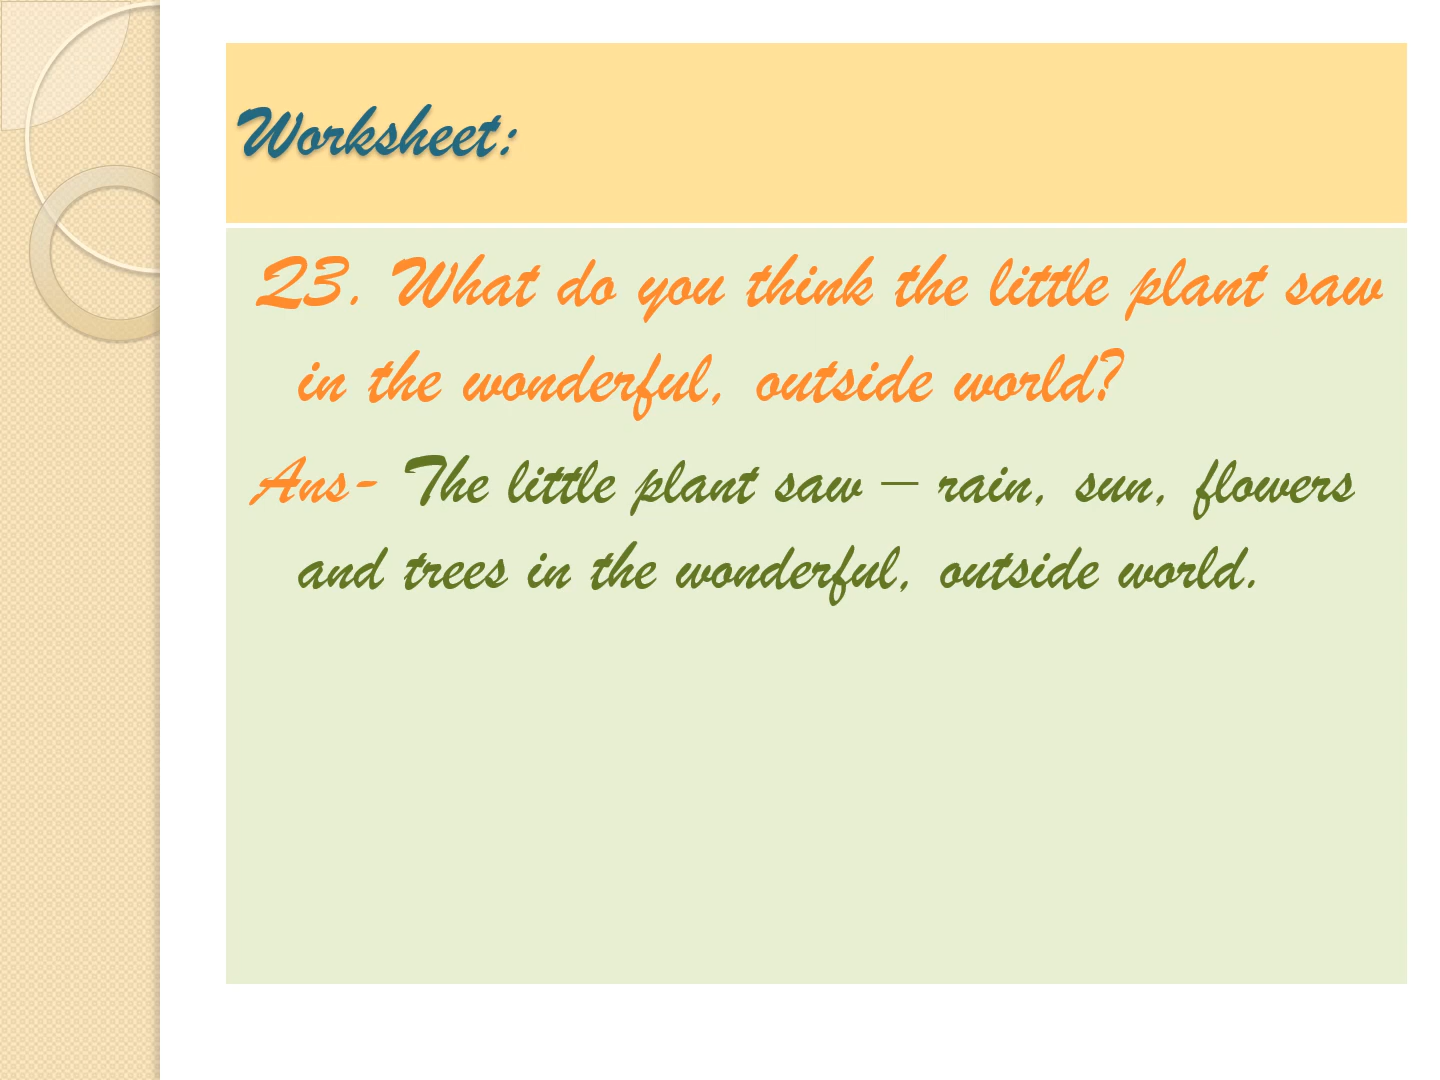 Worksheet:
Q3. What do you think the little plant saw
in the wonderful, outside world?
Ans- The little plant saw – rain, sun, flowers
and trees in the wonderful, outside world.